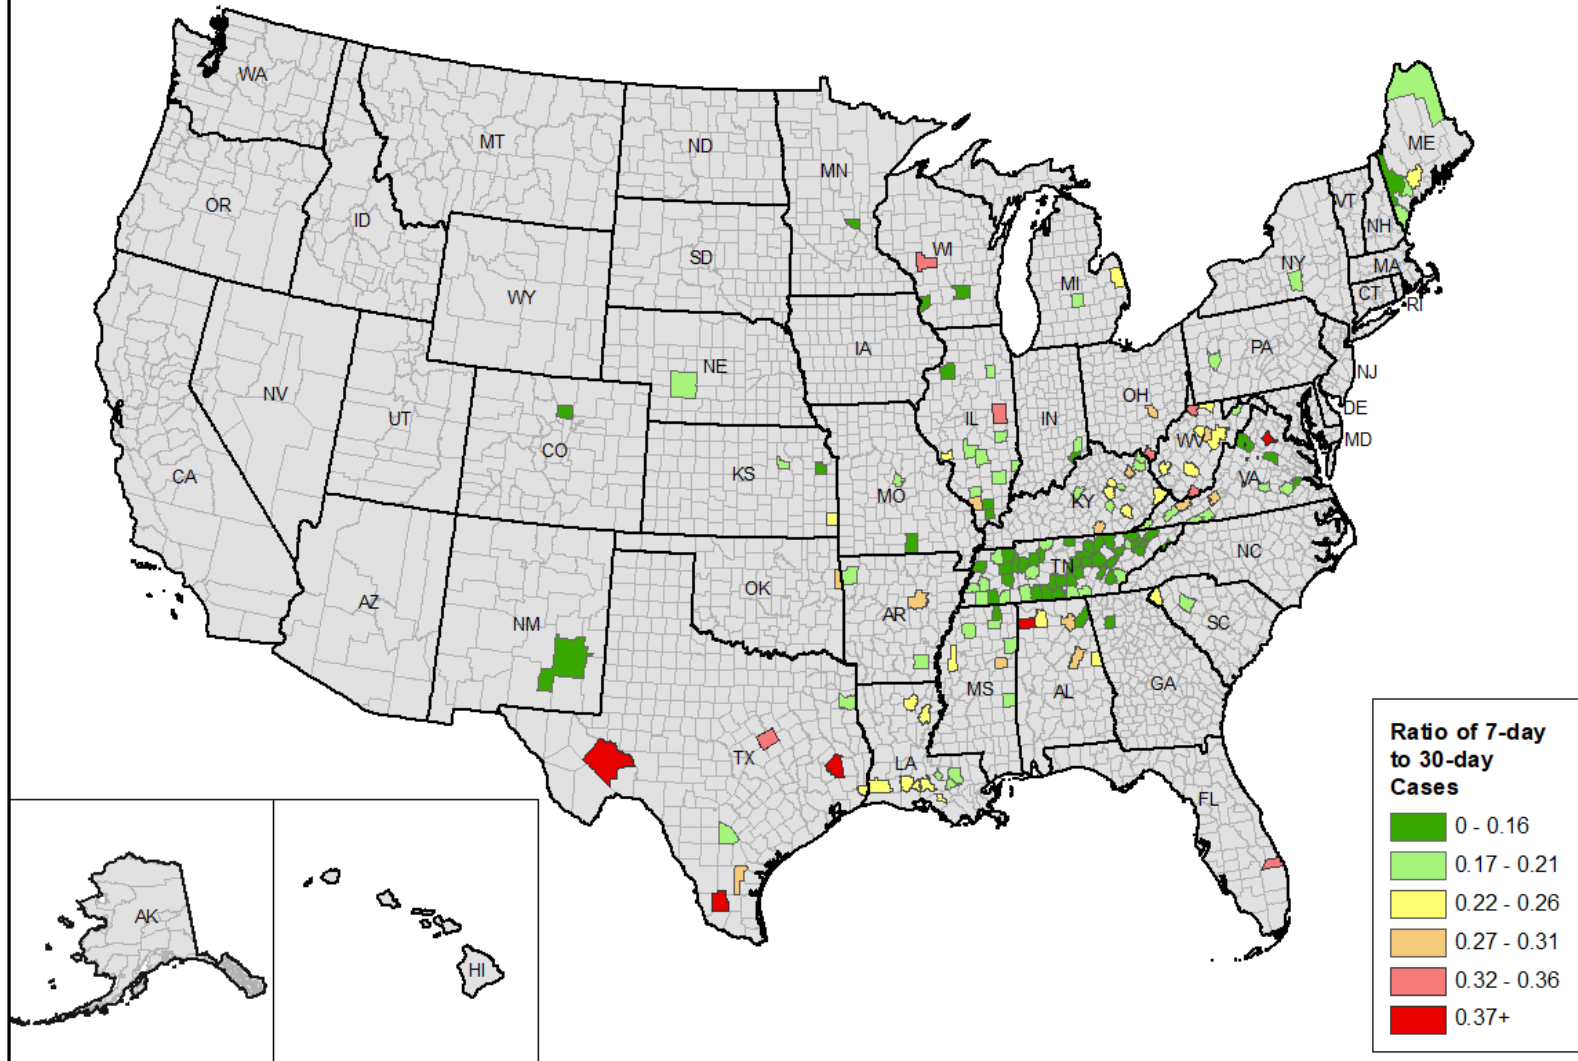 WA
MT
ND
MN
ME
OR
ID
SD
WI
VT
NH
WY
MI
NY
MA
CT
RI
NE
IA
PA
NV
UT
CO
IL
IN
OH
NJ
DE
MD
CA
KS
MO
WV
KY
VA
AZ
NM
OK
AR
TN
NC
SC
MS
AL
GA
TX
LA
FL
AK
HI
Ratio of 7-day
to 30-day
Cases
0 - 0.16
0.17 - 0.21
0.22 - 0.26
0.27 - 0.31
0.32 - 0.36
0.37+